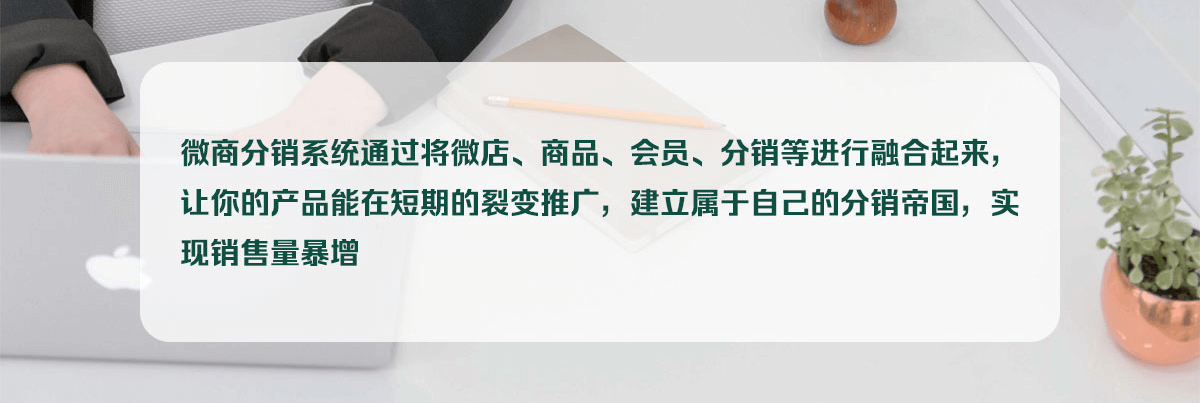 微商分销系统通过将微店、商品、会员、分销等进行融合起来，
让你的产品能在短期的裂变推广，建立属于自己的分销帝国，实
现销售量暴增